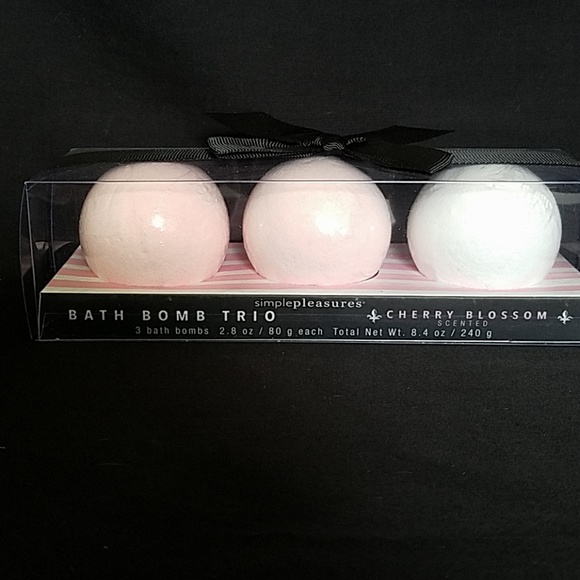 simplepleasures®
BATH BOMB TRIO
CHERRY BLOSSOM
SCENTED
3 bath bombs 2.8 oz / 80 g each Total Net Wt. 8.4 oz / 240 g